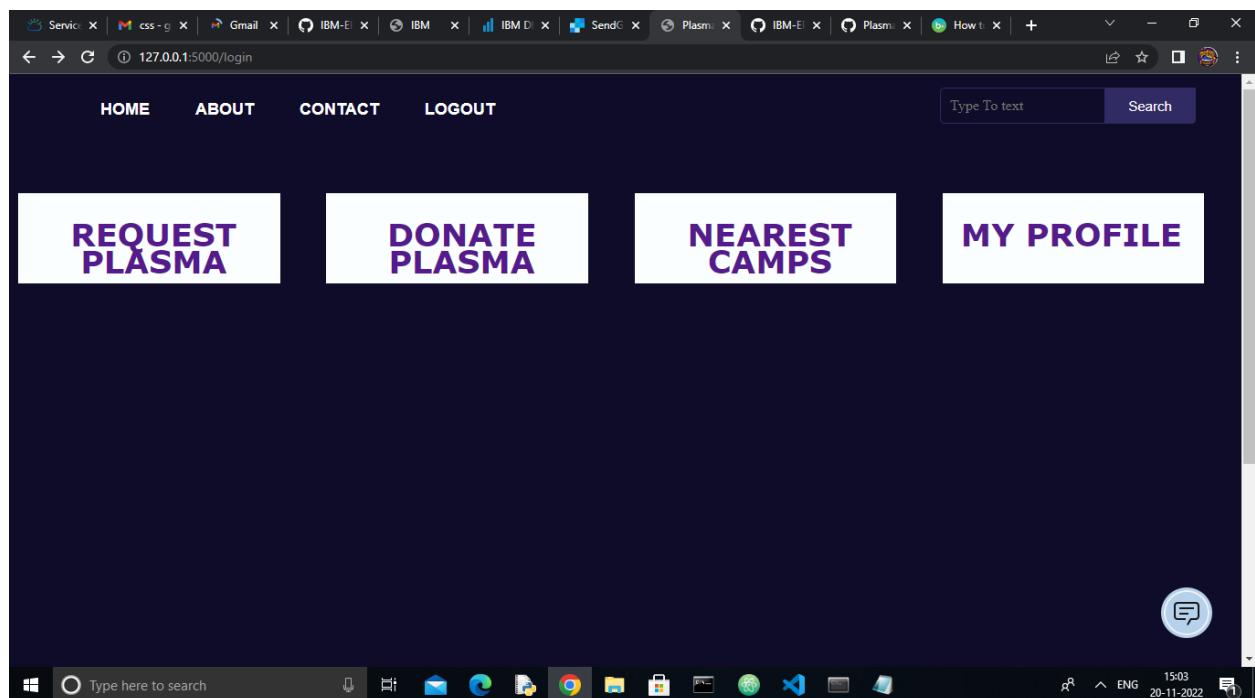 Service css - g Gmail IBM-E IBM IBM D SendG Plasma IBM-E Plasma How t
127.0.0.1:5000/login
HOME ABOUT CONTACT LOGOUT Type To text Search
REQUEST DONATE NEAREST MY PROFILE
PLASMA PLASMA CAMPS
Type here to search ENG 15:03
20-11-2022
1